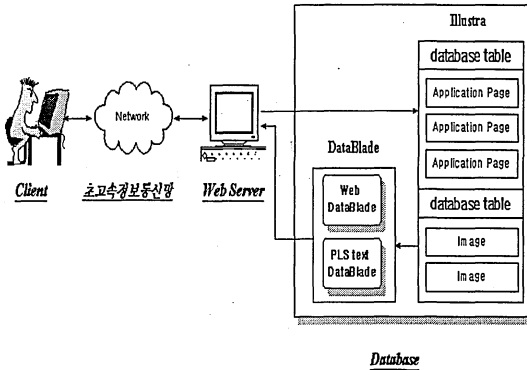 Illustra
database table
Application Page
Application Page
Application Page
database table
Image
Image
DataBlade
Web
DataBlade
PLS text
DataBlade
Network
Client
초고속정보통신망
Web Server
Database